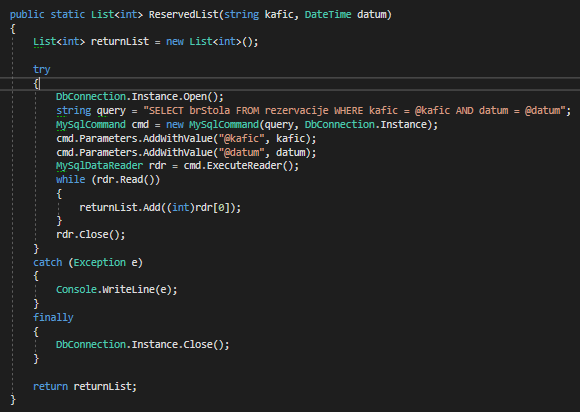 public static List<int> ReservedList(string kafic, DateTime datum)
{
    List<int> returnList = new List<int>();

    try
    {
        DbConnection.Instance.Open();
        string query = "SELECT brStola FROM rezervacije WHERE kafic = @kafic AND datum = @datum";
        MySqlCommand cmd = new MySqlCommand(query, DbConnection.Instance);
        cmd.Parameters.AddWithValue("@kafic", kafic);
        cmd.Parameters.AddWithValue("@datum", datum);
        MySqlDataReader rdr = cmd.ExecuteReader();
        while (rdr.Read())
        {
            returnList.Add((int)rdr[0]);
        }
        rdr.Close();
    }
    catch (Exception e)
    {
        Console.WriteLine(e);
    }
    finally
    {
        DbConnection.Instance.Close();
    }

    return returnList;
}